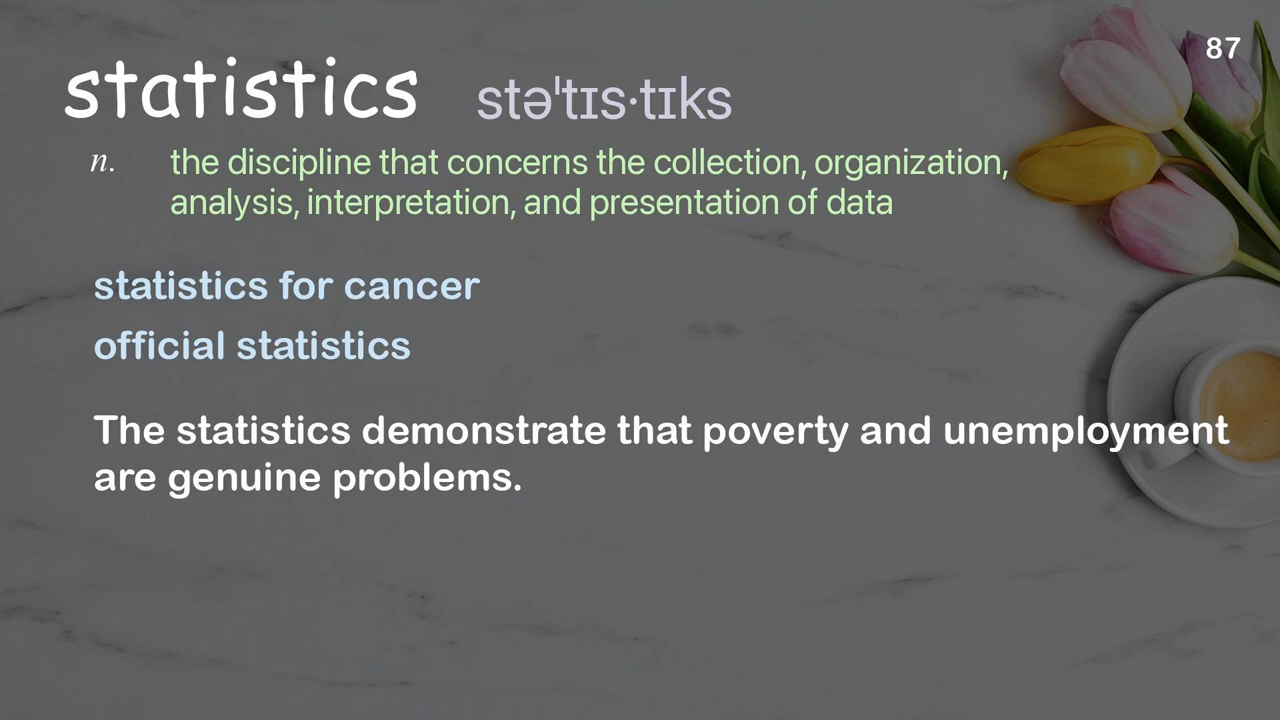 87
statistics stəˈtɪs·tɪks
n. the discipline that concerns the collection, organization,
analysis, interpretation, and presentation of data
statistics for cancer
official statistics
The statistics demonstrate that poverty and unemployment
are genuine problems.